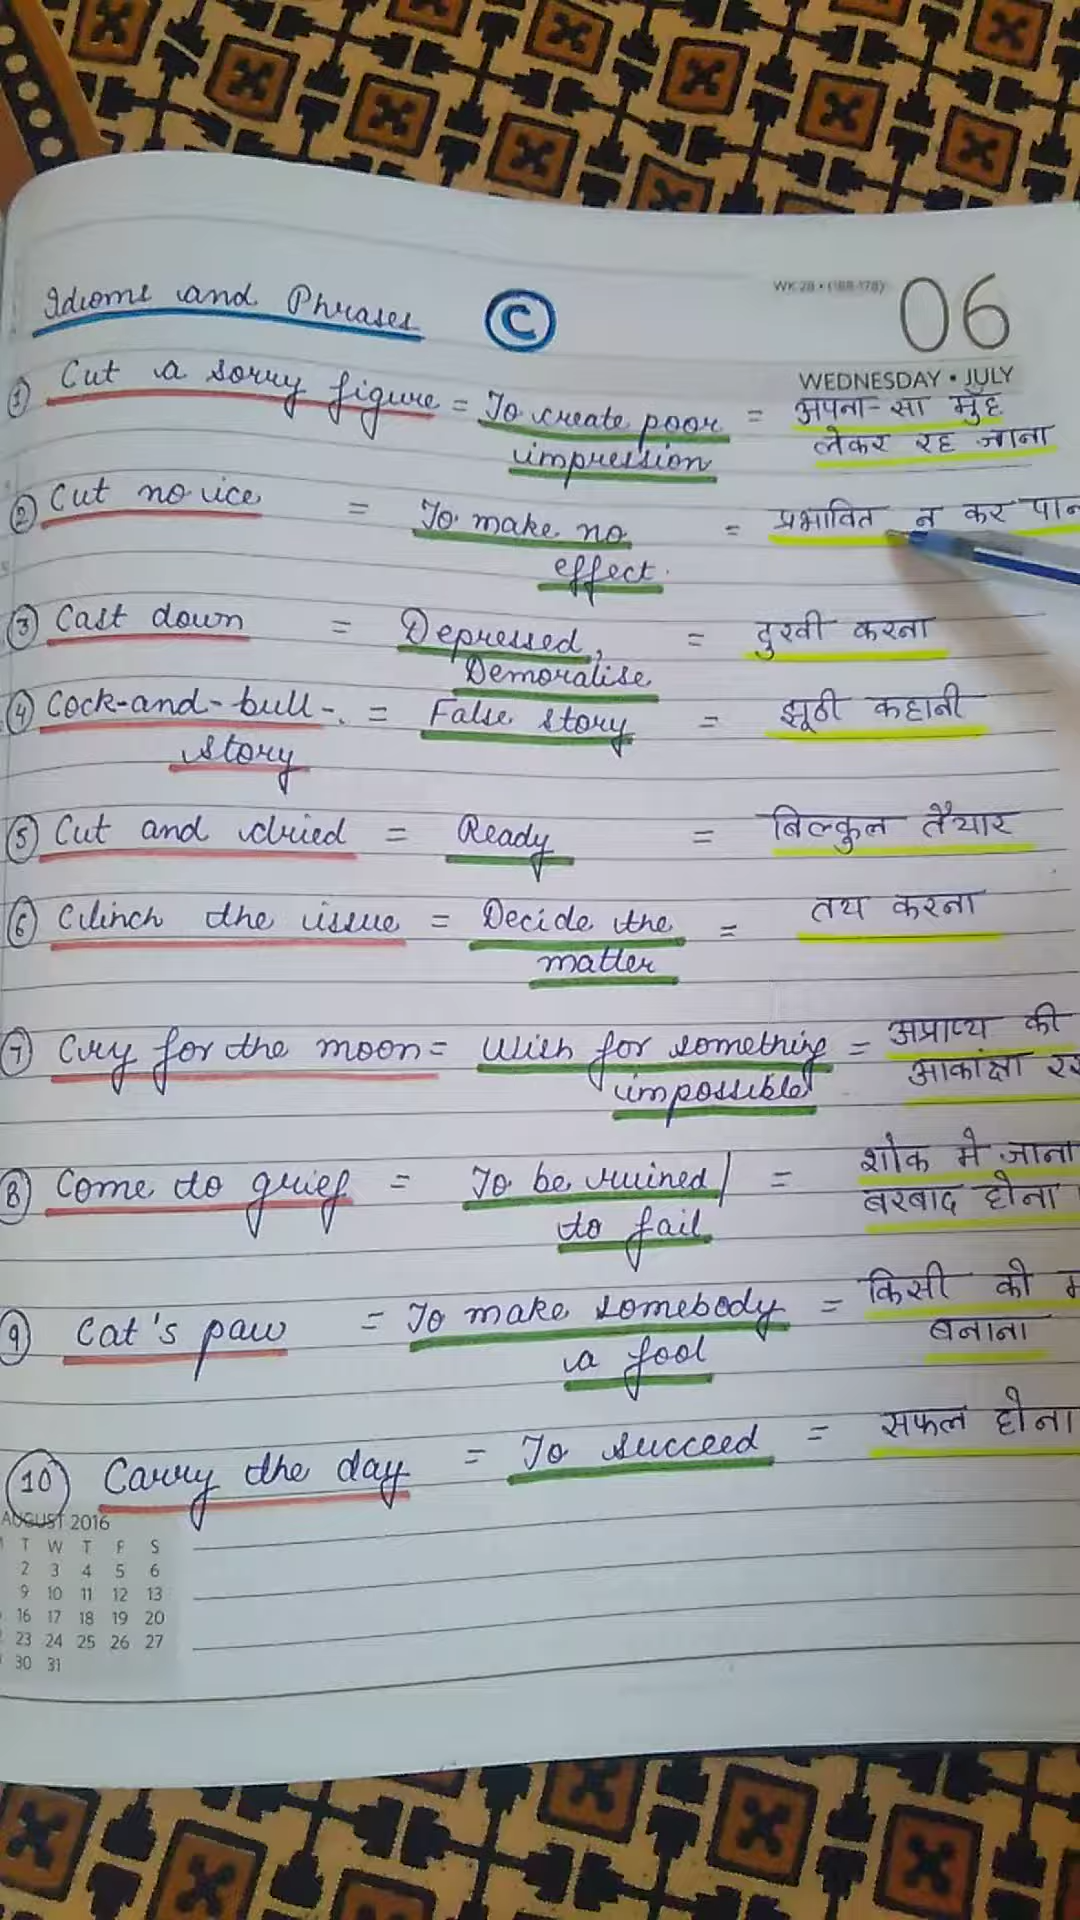 WK 28 • (188-178)
06
WEDNESDAY • JULY
Idioms and Phrases C
1 Cut a sorry figure = To create poor = अपना-सा मुँह
impression लेकर रह जाना
2 Cut no ice = To make no = प्रभावित न कर
effect.
3 Cast down = Depressed, = दुखी करना
Demoralise
4 Cock-and-bull- = False story = झूठी कहानी
story
5 Cut and dried = Ready = बिल्कुल तैयार
6 Clinch the issue = Decide the = तय करना
matter
7 Cry for the moon = Wish for something = अप्राप्य की
impossible आकांक्षा
8 Come to grief = To be ruined/ = शोक मे जाना
to fail बरबाद होना
9 Cat's paw = To make somebody = किसी को
a fool बनाना
10 Carry the day = To succeed = सफल होना
AUGUST 2016
T W T F S
2 3 4 5 6
9 10 11 12 13
16 17 18 19 20
23 24 25 26 27
30 31